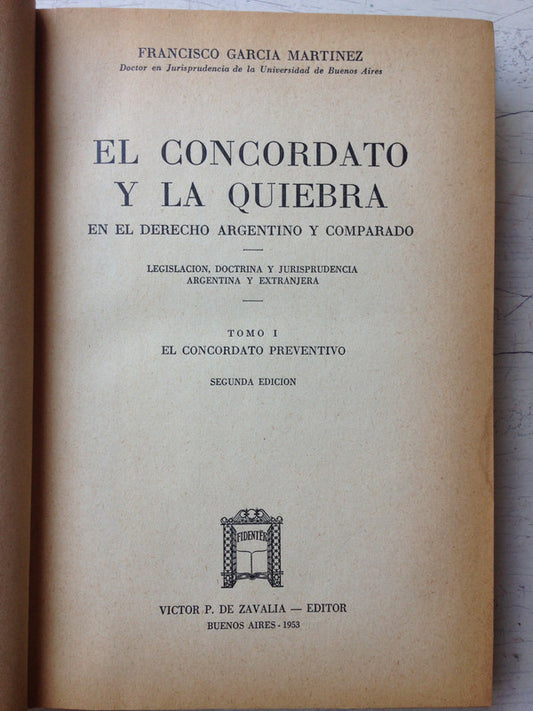 FRANCISCO GARCIA MARTINEZ
Doctor en Jurisprudencia de la Universidad de Buenos Aires
EL CONCORDATO
Y LA QUIEBRA
EN EL DERECHO ARGENTINO Y COMPARADO
LEGISLACION, DOCTRINA Y JURISPRUDENCIA
ARGENTINA Y EXTRANJERA
TOMO I
EL CONCORDATO PREVENTIVO
SEGUNDA EDICION
FIDENTER
VICTOR P. DE ZAVALIA — EDITOR
BUENOS AIRES - 1953